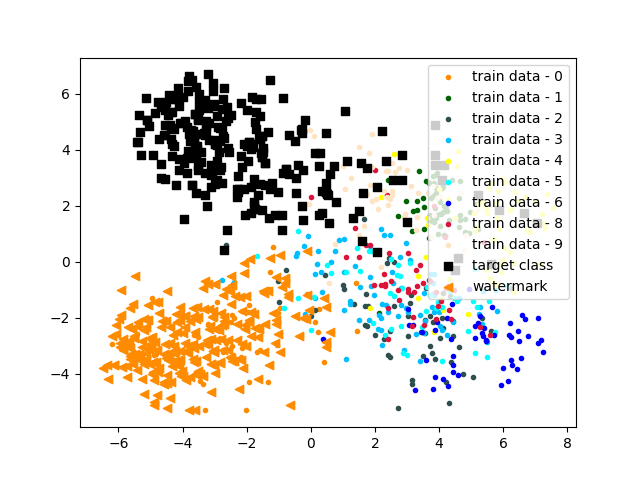 train data - 0
train data - 1
train data - 2
train data - 3
train data - 4
train data - 5
train data - 6
train data - 8
train data - 9
target class
watermark
6
4
2
0
−2
−4
−6 −4 −2 0 2 4 6 8